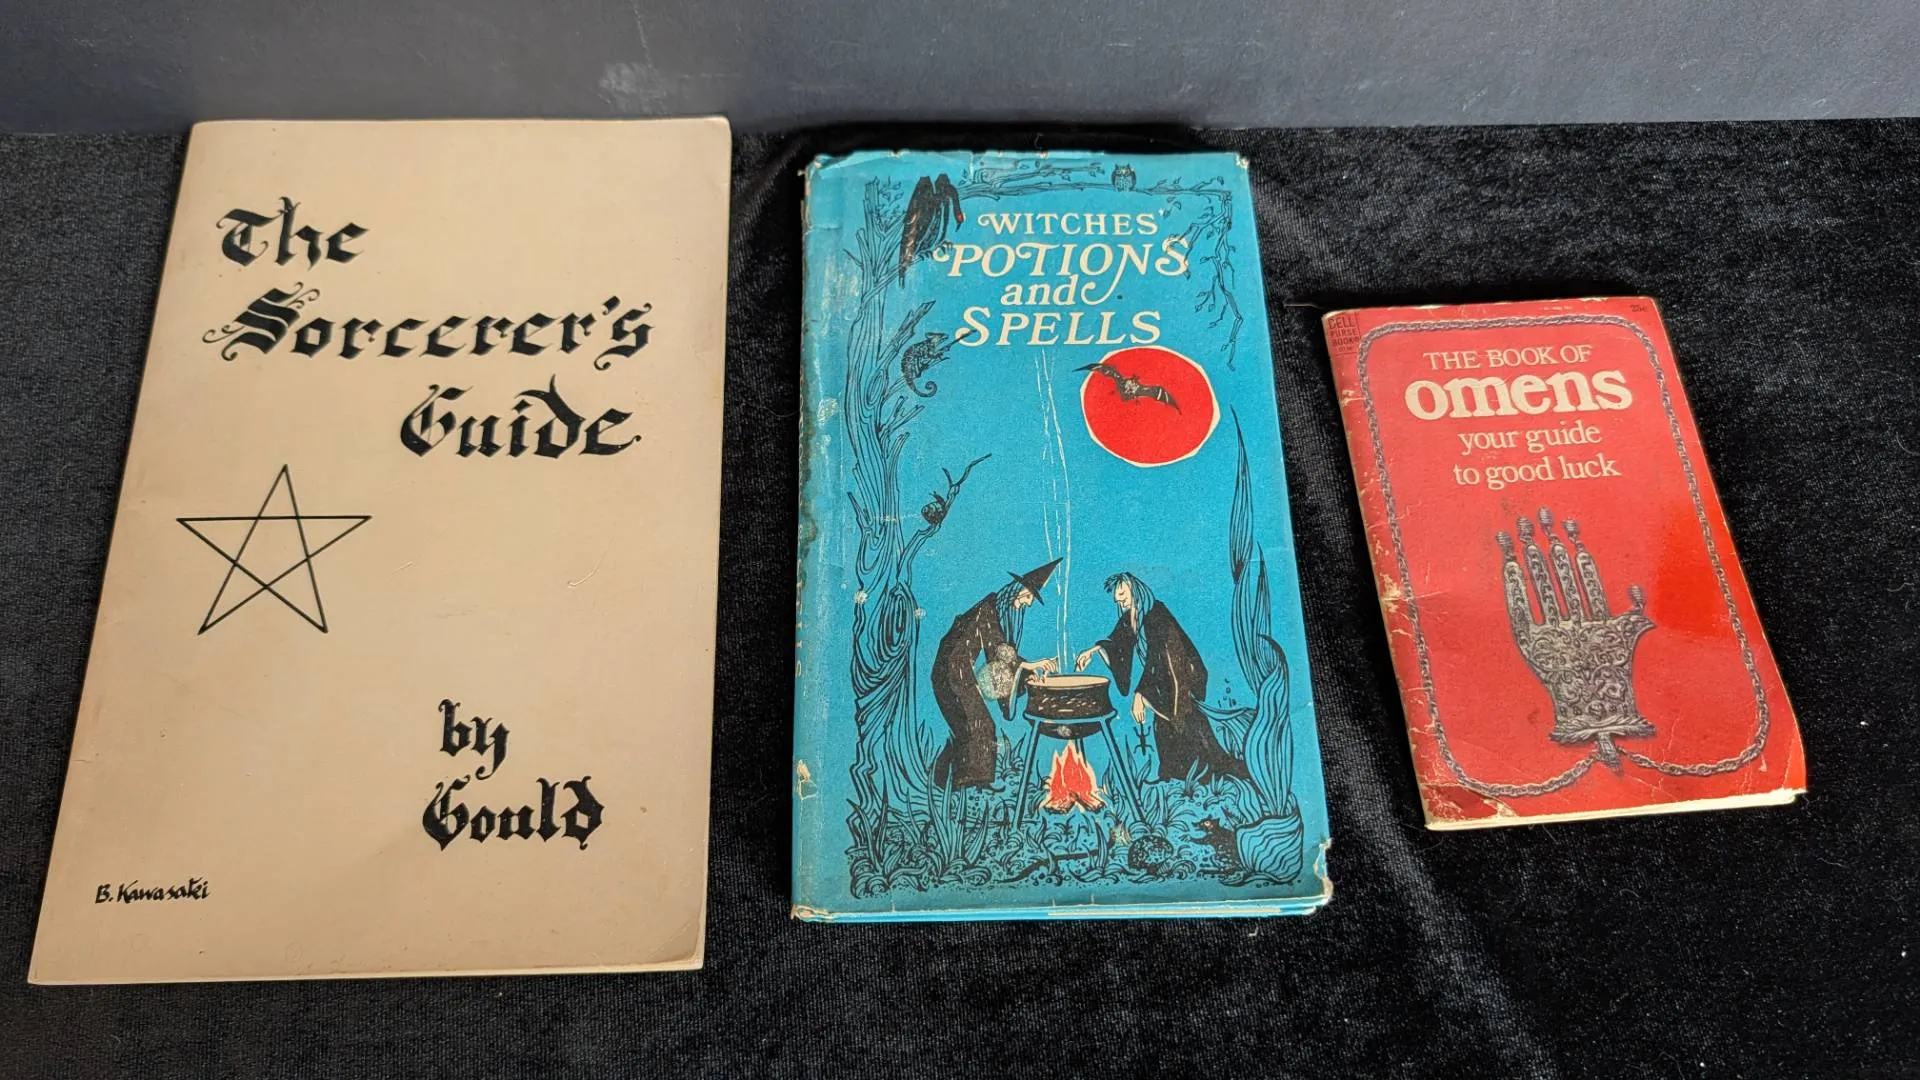 The
Sorcerer's
Guide
by
Gould
B. Kawasaki
WITCHES'
POTIONS
and
SPELLS
DELL
PURSE
BOOK
25¢
THE BOOK OF
omens
your guide
to good luck